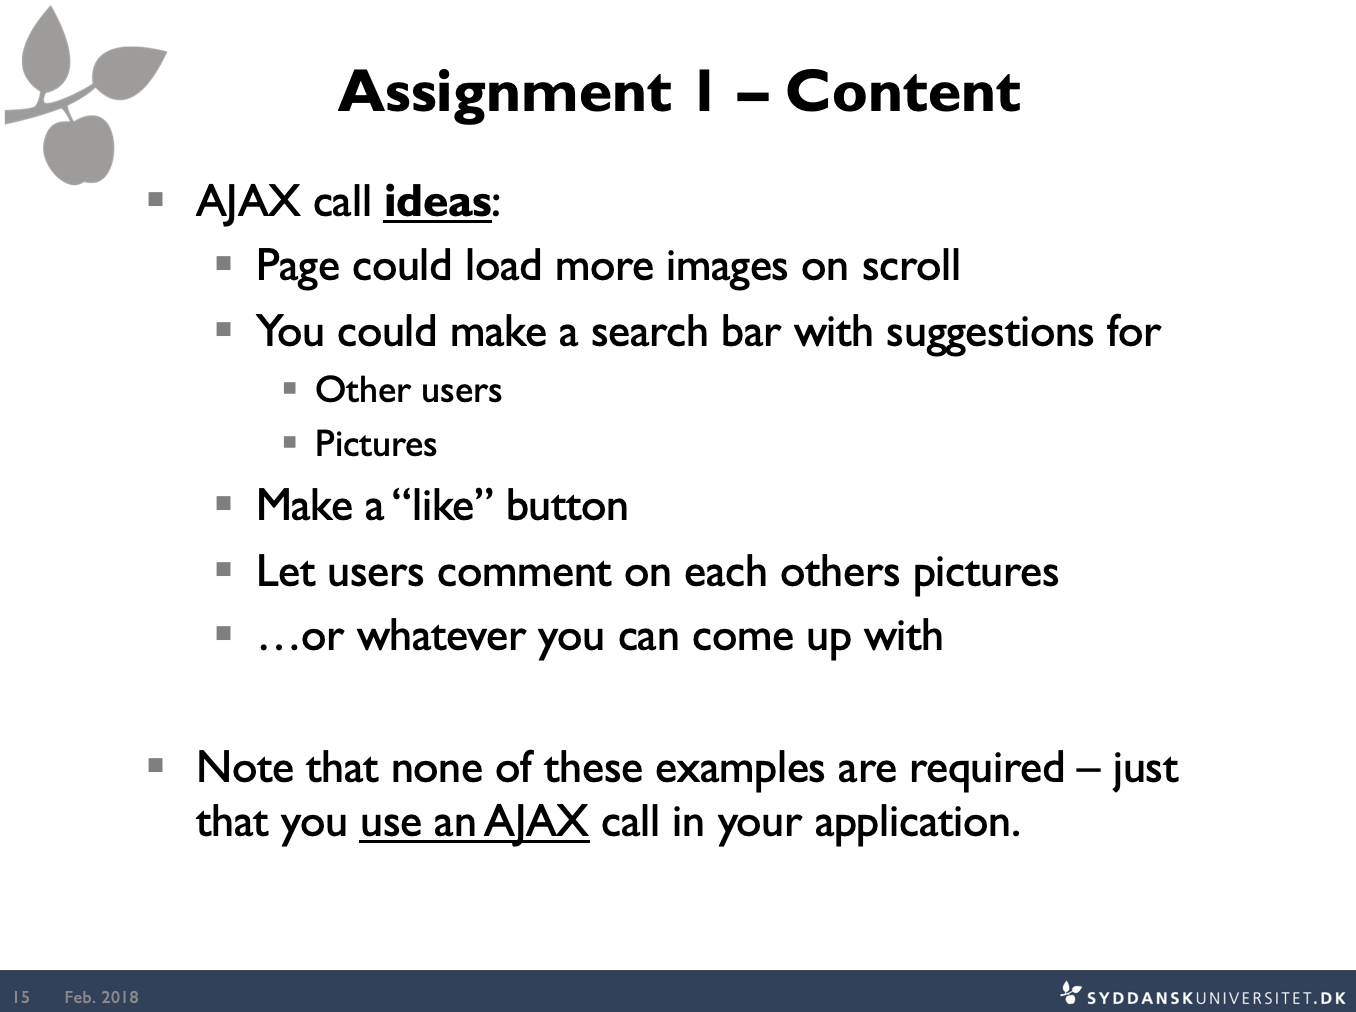 Assignment 1 – Content
AJAX call ideas:
Page could load more images on scroll
You could make a search bar with suggestions for
Other users
Pictures
Make a “like” button
Let users comment on each others pictures
…or whatever you can come up with
Note that none of these examples are required – just
that you use an AJAX call in your application.
15 Feb. 2018
SYDDANSKUNIVERSITET.DK